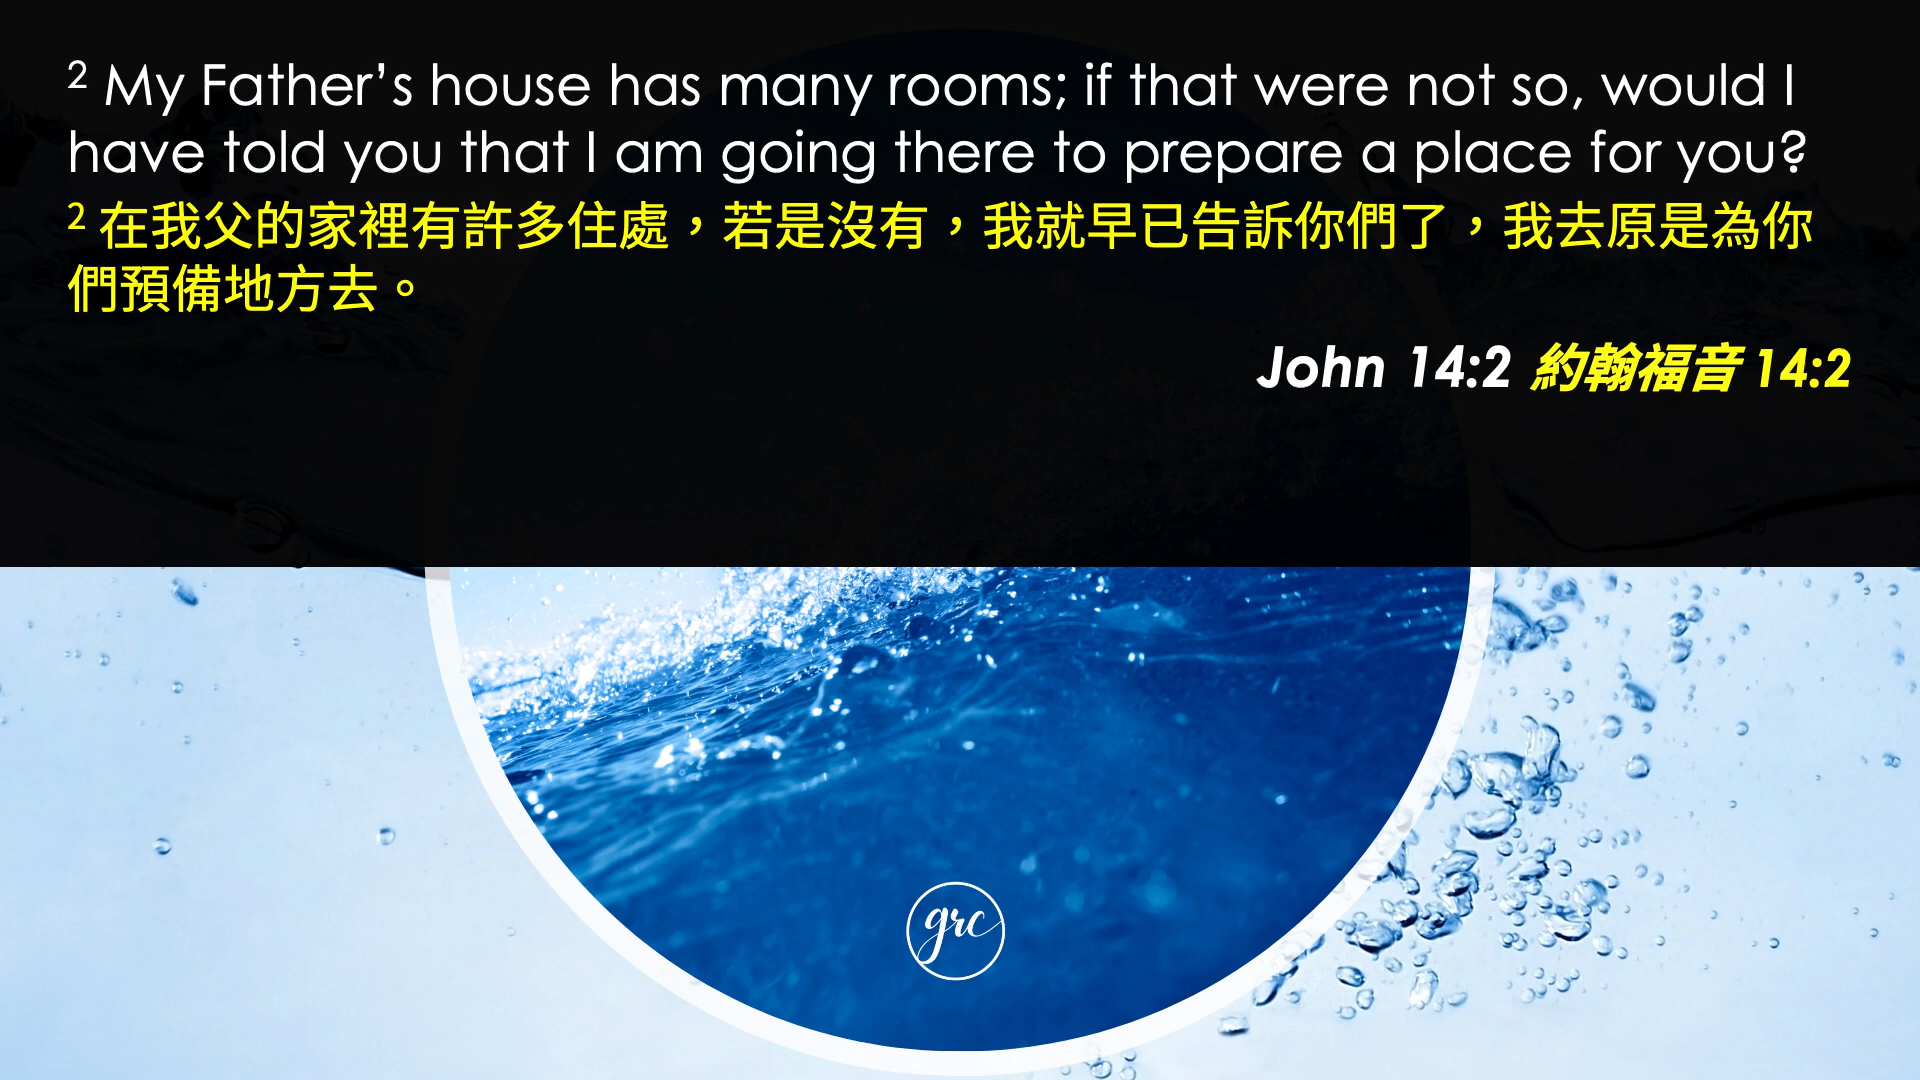 ² My Father’s house has many rooms; if that were not so, would I
have told you that I am going there to prepare a place for you?
² 在我父的家裡有許多住處，若是沒有，我就早已告訴你們了，我去原是為你
們預備地方去。
John 14:2 約翰福音 14:2
grc